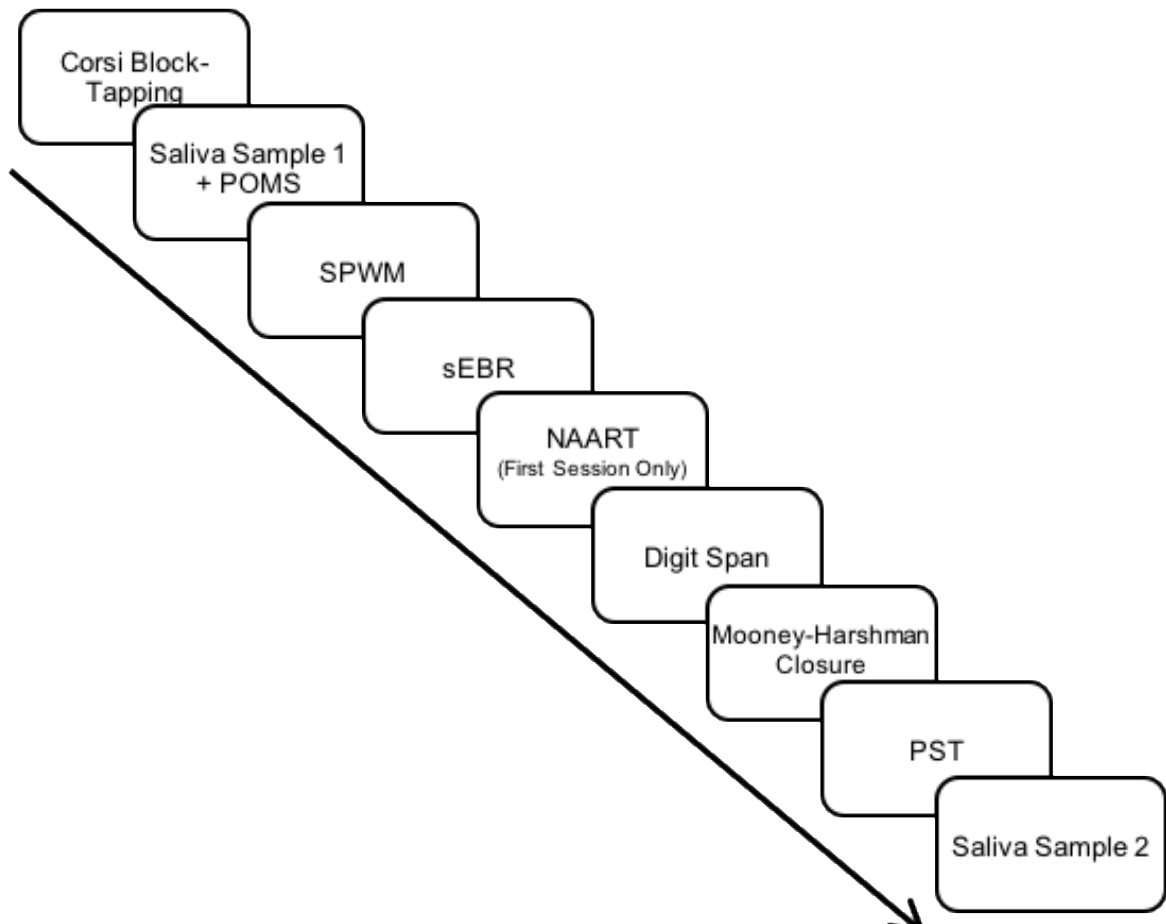 Corsi Block-
Tapping
Saliva Sample 1
+ POMS
SPWM
sEBR
NAART
(First Session Only)
Digit Span
Mooney-Harshman
Closure
PST
Saliva Sample 2